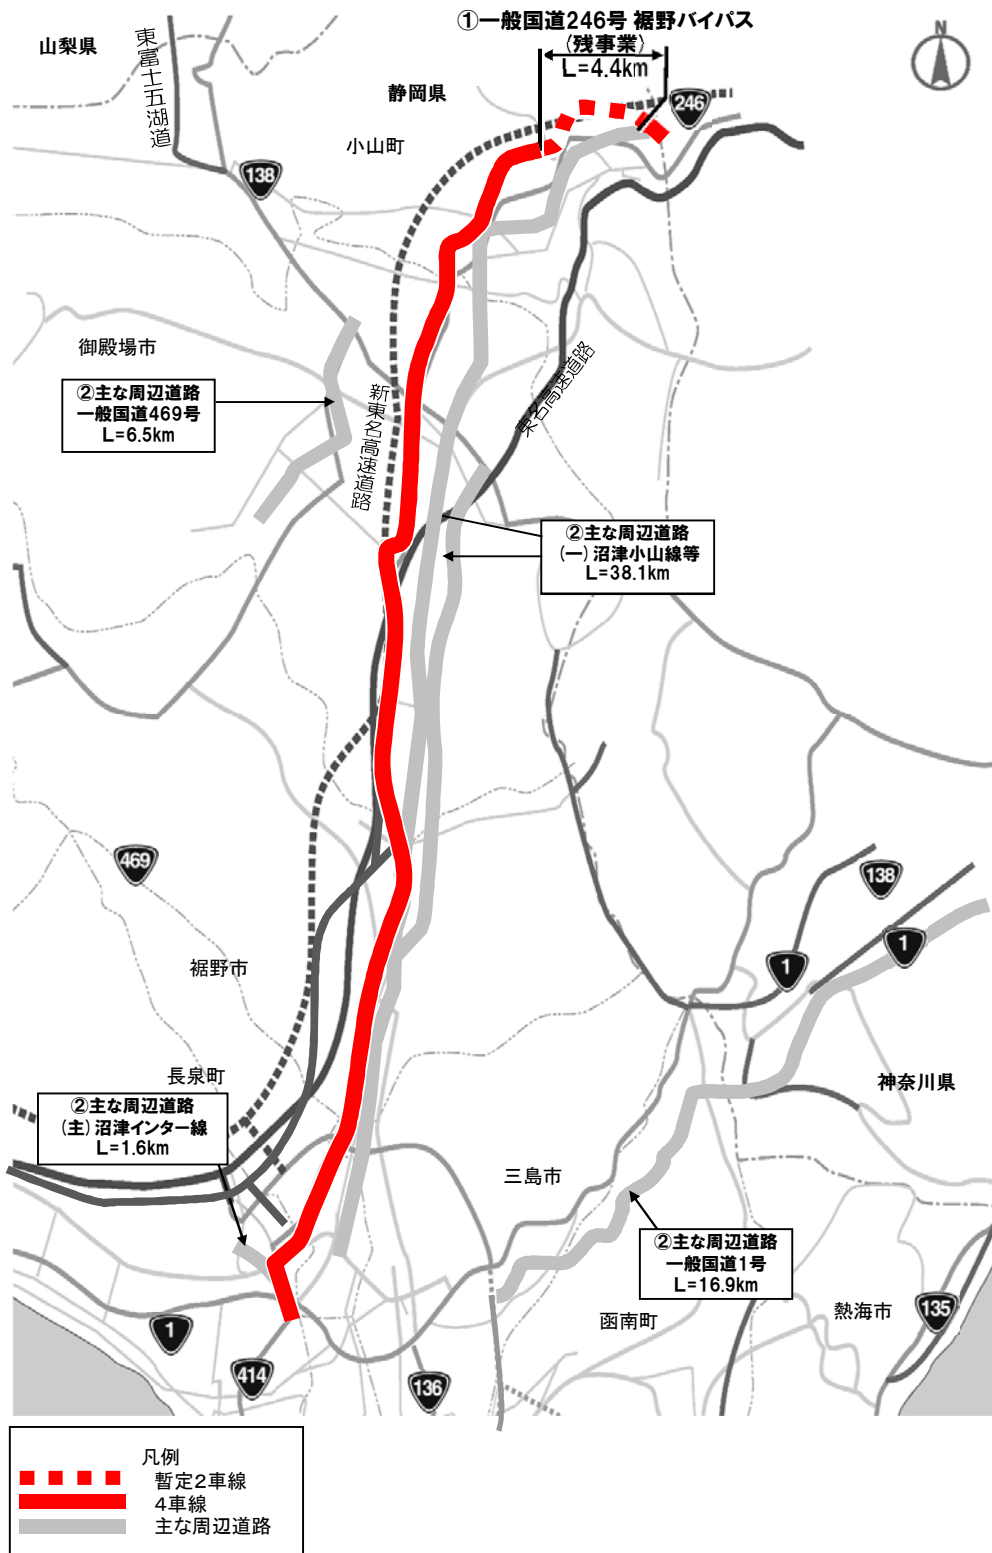 ①一般国道246号 裾野バイパス
(残事業)
L=4.4km
N
山梨県
東富士五湖道
静岡県
246
小山町
138
御殿場市
②主な周辺道路
一般国道469号
L=6.5km
新東名高速道路
東名高速道路
②主な周辺道路
(一)沼津小山線等
L=38.1km
469
138
1
1
裾野市
長泉町
神奈川県
②主な周辺道路
(主)沼津インター線
L=1.6km
三島市
②主な周辺道路
一般国道1号
L=16.9km
函南町
熱海市
135
1
414
136
凡例
暫定2車線
4車線
主な周辺道路